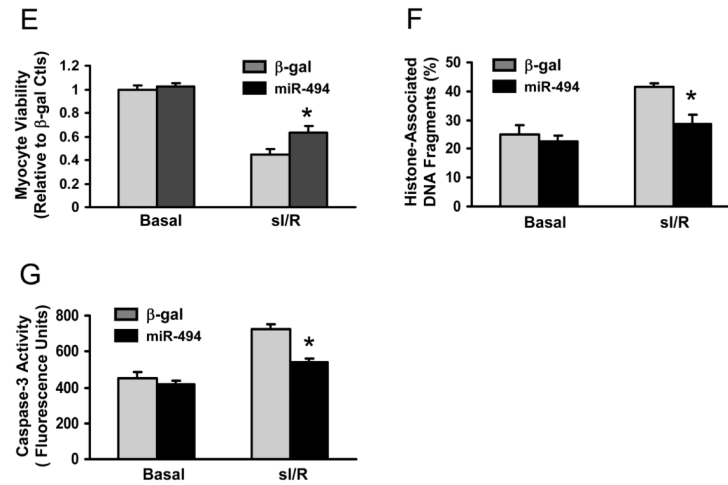 E
Myocyte Viability
(Relative to β-gal Ctls)
1.2
1
0.8
0.6
0.4
0.2
0
β-gal
miR-494
*
Basal
sI/R
F
Histone-Associated
DNA Fragments (%)
50
40
30
20
10
0
β-gal
miR-494
*
Basal
sI/R
G
Caspase-3 Activity
( Fluorescence Units)
800
600
400
200
0
β-gal
miR-494
*
Basal
sI/R